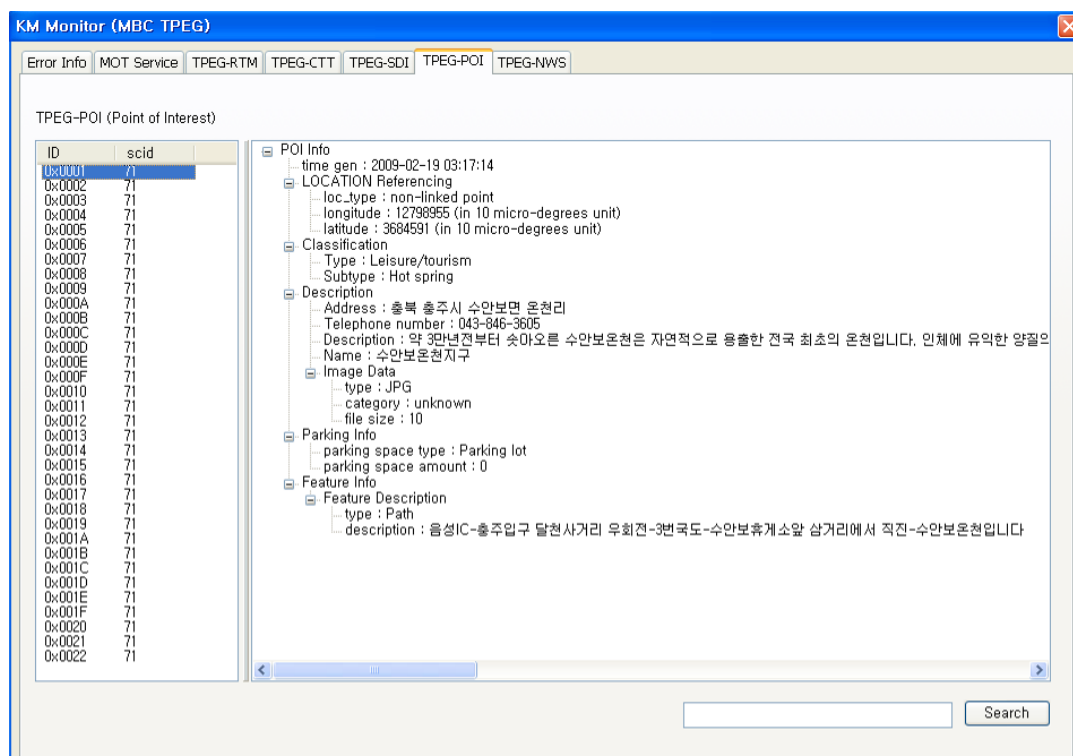 KM Monitor (MBC TPEG)
Error Info MOT Service TPEG-RTM TPEG-CTT TPEG-SDI TPEG-POI TPEG-NWS
TPEG-POI (Point of Interest)
ID scid
0x0001 71
0x0002 71
0x0003 71
0x0004 71
0x0005 71
0x0006 71
0x0007 71
0x0008 71
0x0009 71
0x000A 71
0x000B 71
0x000C 71
0x000D 71
0x000E 71
0x000F 71
0x0010 71
0x0011 71
0x0012 71
0x0013 71
0x0014 71
0x0015 71
0x0016 71
0x0017 71
0x0018 71
0x0019 71
0x001A 71
0x001B 71
0x001C 71
0x001D 71
0x001E 71
0x001F 71
0x0020 71
0x0021 71
0x0022 71
POI Info
time gen : 2009-02-19 03:17:14
LOCATION Referencing
loc_type : non-linked point
longitude : 12798955 (in 10 micro-degrees unit)
latitude : 3684591 (in 10 micro-degrees unit)
Classification
Type : Leisure/tourism
Subtype : Hot spring
Description
Address : 충북 충주시 수안보면 온천리
Telephone number : 043-846-3605
Description : 약 3만년전부터 솟아오른 수안보온천은 자연적으로 용출한 전국 최초의 온천입니다. 인체에 유익한 양질의
Name : 수안보온천지구
Image Data
type : JPG
category : unknown
file size : 10
Parking Info
parking space type : Parking lot
parking space amount : 0
Feature Info
Feature Description
type : Path
description : 음성IC-충주입구 달천사거리 우회전-3번국도-수안보휴게소앞 삼거리에서 직진-수안보온천입니다
Search